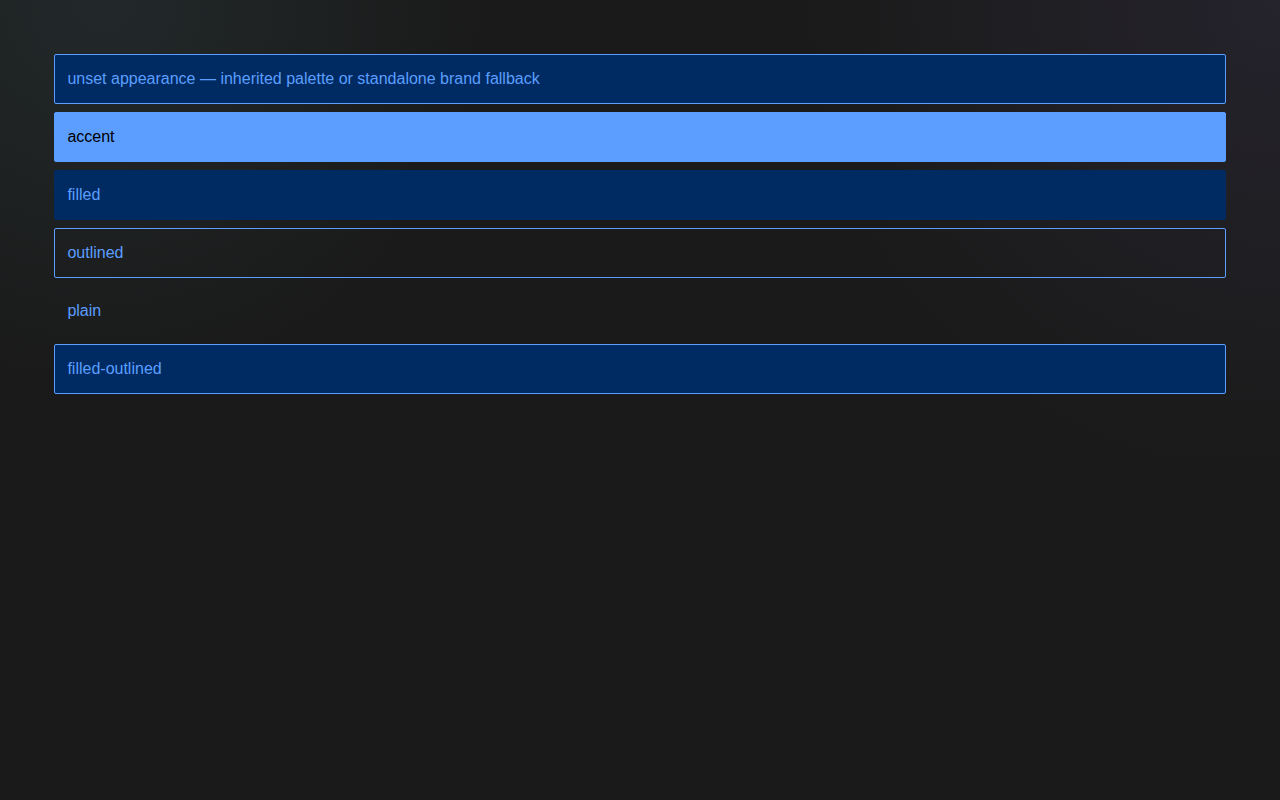 unset appearance — inherited palette or standalone brand fallback
accent
filled
outlined
plain
filled-outlined